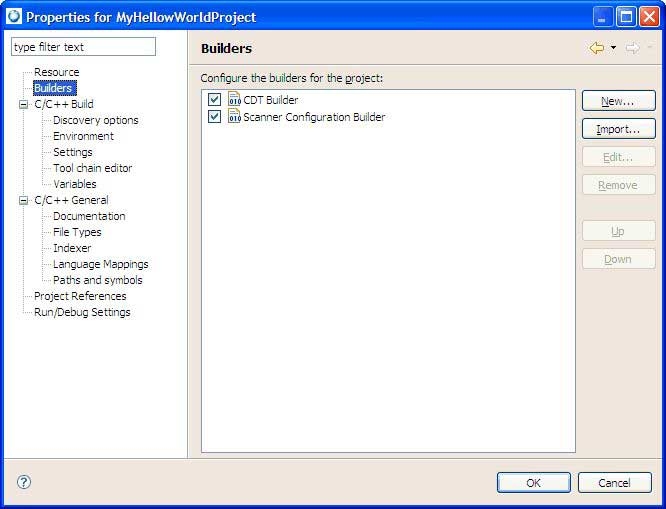 Properties for MyHellowWorldProject
type filter text
Resource
Builders
C/C++ Build
Discovery options
Environment
Settings
Tool chain editor
Variables
C/C++ General
Documentation
File Types
Indexer
Language Mappings
Paths and symbols
Project References
Run/Debug Settings
Builders
Configure the builders for the project:
CDT Builder
Scanner Configuration Builder
New...
Import...
Edit...
Remove
Up
Down
OK
Cancel